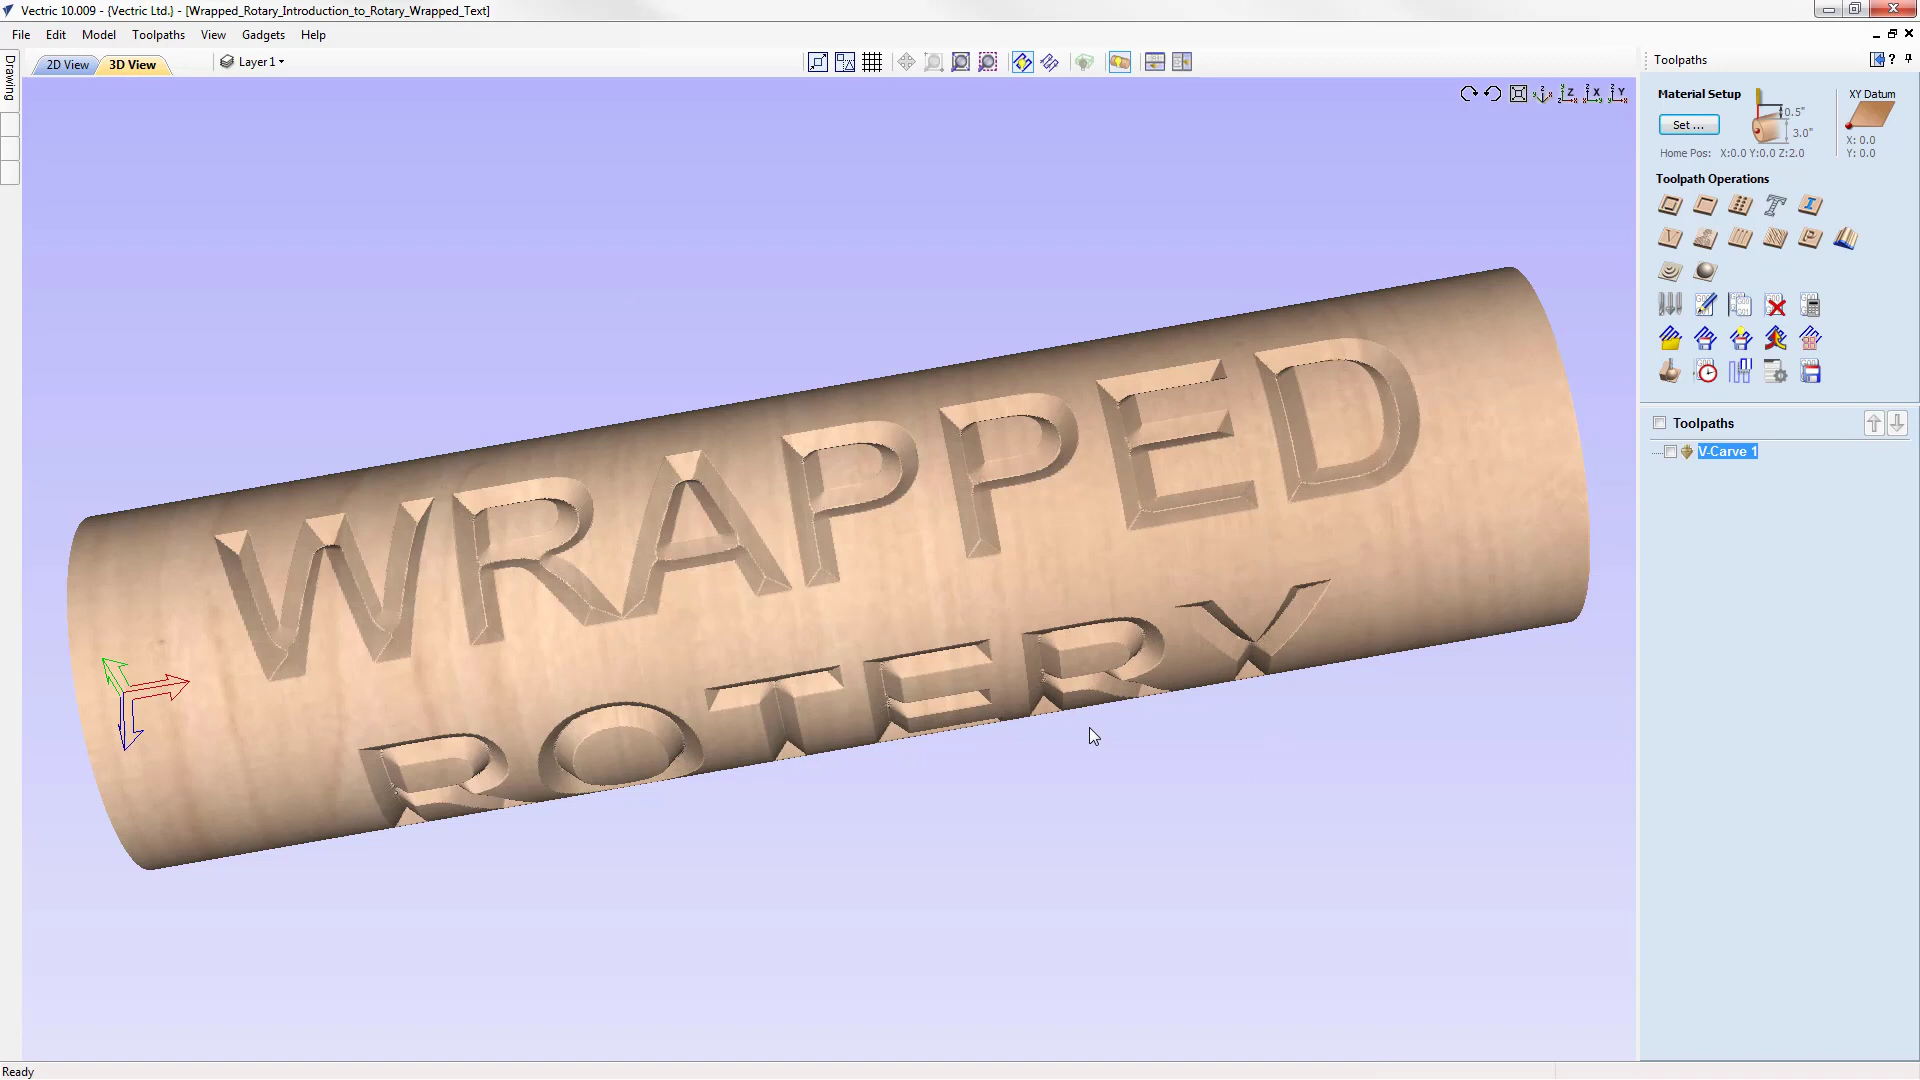 Vectric 10.009 - {Vectric Ltd.} - [Wrapped_Rotary_Introduction_to_Rotary_Wrapped_Text]
File Edit Model Toolpaths View Gadgets Help
Drawing
2D View 3D View Layer 1
Toolpaths
Material Setup
XY Datum
Set ...
0.5"
3.0"
X: 0.0
Y: 0.0
Home Pos: X:0.0 Y:0.0 Z:2.0
Toolpath Operations
Toolpaths
V-Carve 1
WRAPPED
ROTERY
Ready